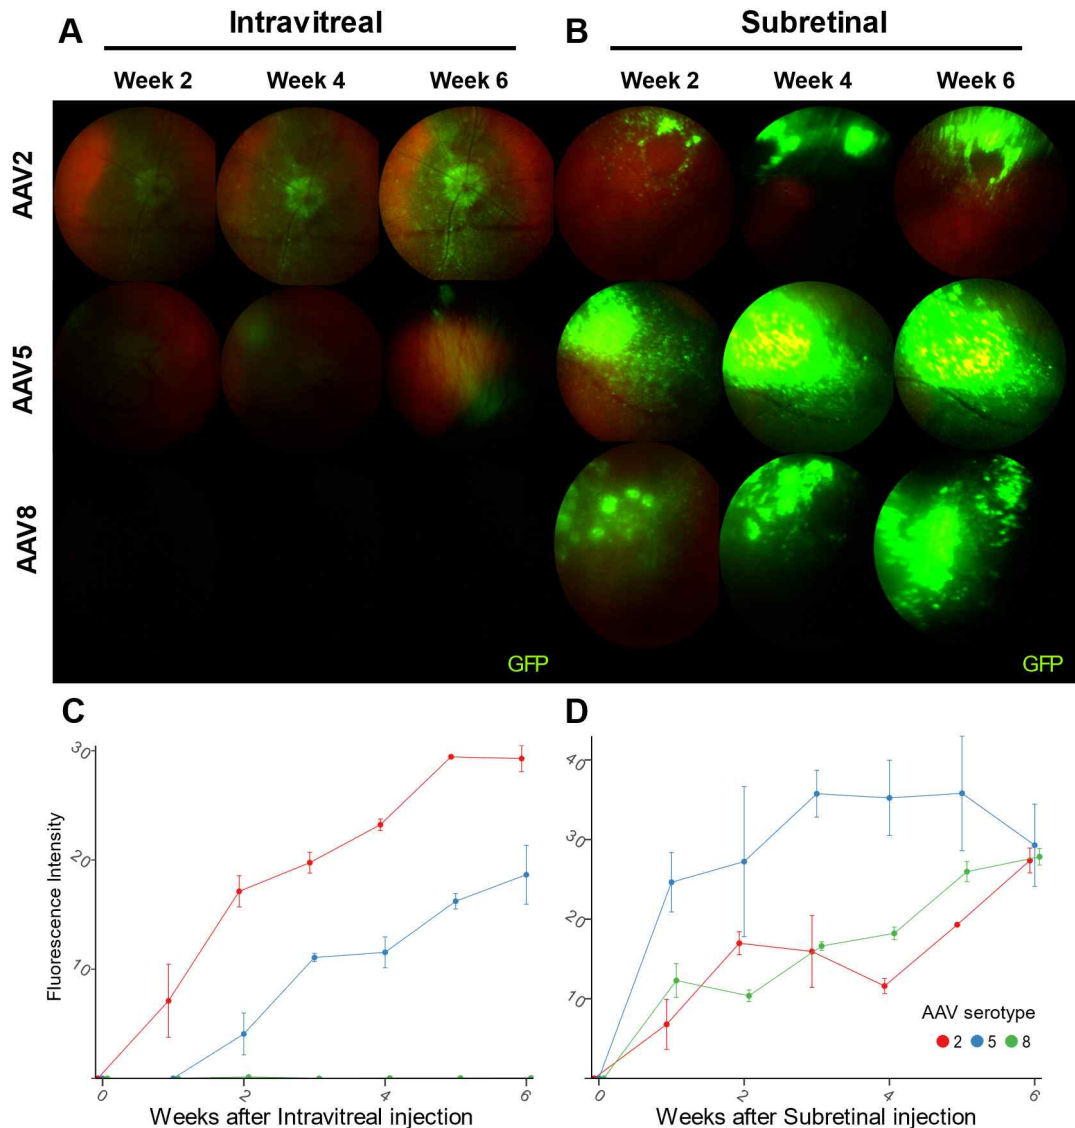 A Intravitreal B Subretinal
Week 2 Week 4 Week 6 Week 2 Week 4 Week 6
AAV2
AAV5
AAV8
GFP GFP
C D
Fluorescence Intensity
30
20
10
0 2 4 6
Weeks after Intravitreal injection
40
30
20
10
0 2 4 6
AAV serotype
2 5 8
Weeks after Subretinal injection